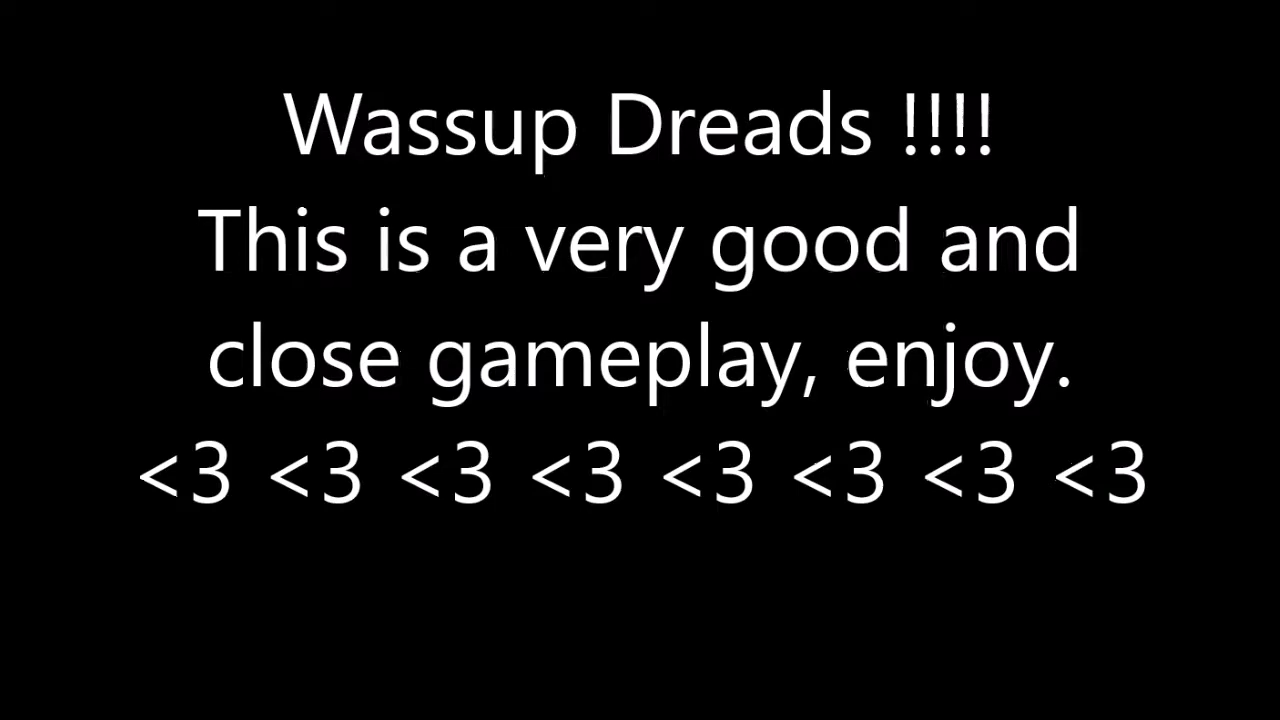 Wassup Dreads !!!!
This is a very good and
close gameplay, enjoy.
<3 <3 <3 <3 <3 <3 <3 <3